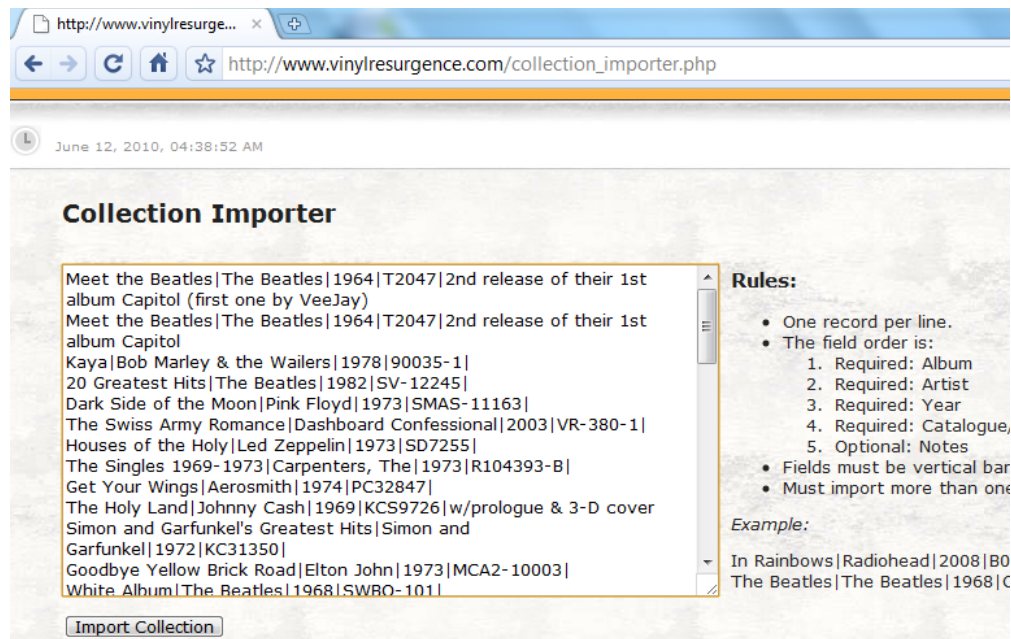 http://www.vinylresurge...
http://www.vinylresurgence.com/collection_importer.php
June 12, 2010, 04:38:52 AM
Collection Importer
Meet the Beatles|The Beatles|1964|T2047|2nd release of their 1st
album Capitol (first one by VeeJay)
Meet the Beatles|The Beatles|1964|T2047|2nd release of their 1st
album Capitol
Kaya|Bob Marley & the Wailers|1978|90035-1|
20 Greatest Hits|The Beatles|1982|SV-12245|
Dark Side of the Moon|Pink Floyd|1973|SMAS-11163|
The Swiss Army Romance|Dashboard Confessional|2003|VR-380-1|
Houses of the Holy|Led Zeppelin|1973|SD7255|
The Singles 1969-1973|Carpenters, The|1973|R104393-B|
Get Your Wings|Aerosmith|1974|PC32847|
The Holy Land|Johnny Cash|1969|KCS9726|w/prologue & 3-D cover
Simon and Garfunkel's Greatest Hits|Simon and
Garfunkel|1972|KC31350|
Goodbye Yellow Brick Road|Elton John|1973|MCA2-10003|
White Album|The Beatles|1968|SWBO-101|
Import Collection
Rules:
• One record per line.
• The field order is:
1. Required: Album
2. Required: Artist
3. Required: Year
4. Required: Catalogue/
5. Optional: Notes
• Fields must be vertical bar
• Must import more than one
Example:
In Rainbows|Radiohead|2008|B0
The Beatles|The Beatles|1968|C